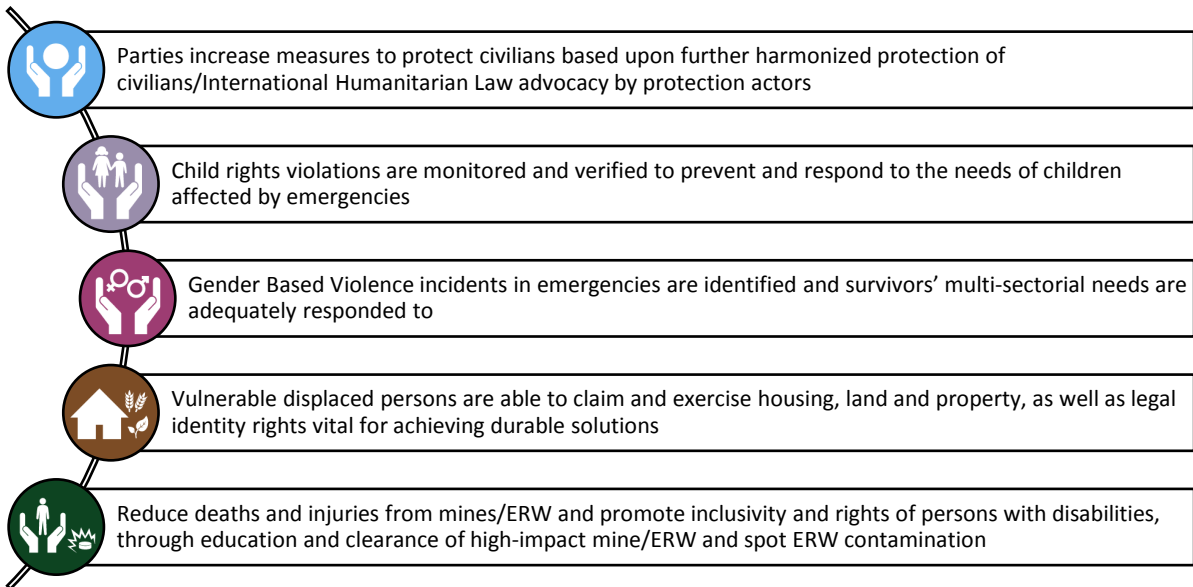 Parties increase measures to protect civilians based upon further harmonized protection of
civilians/International Humanitarian Law advocacy by protection actors
Child rights violations are monitored and verified to prevent and respond to the needs of children
affected by emergencies
Gender Based Violence incidents in emergencies are identified and survivors’ multi-sectorial needs are
adequately responded to
Vulnerable displaced persons are able to claim and exercise housing, land and property, as well as legal
identity rights vital for achieving durable solutions
Reduce deaths and injuries from mines/ERW and promote inclusivity and rights of persons with disabilities,
through education and clearance of high-impact mine/ERW and spot ERW contamination